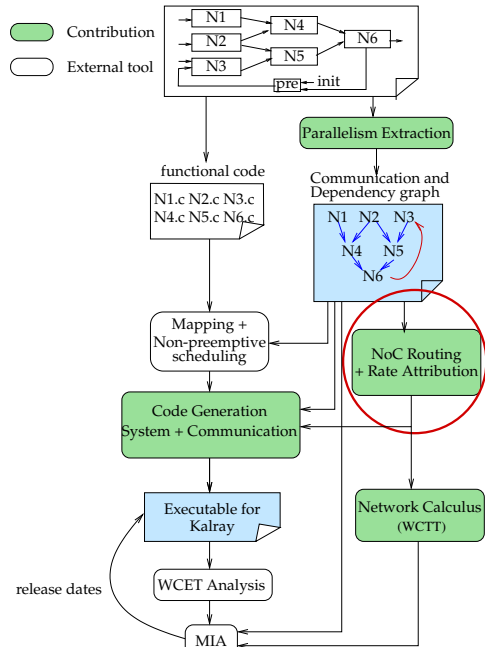 Contribution
External tool
N1
N2
N3
N4
N5
N6
pre
init
Parallelism Extraction
functional code
N1.c N2.c N3.c
N4.c N5.c N6.c
Communication and
Dependency graph
N1 N2 N3
N4 N5
N6
Mapping +
Non-preemptive
scheduling
NoC Routing
+ Rate Attribution
Code Generation
System + Communication
Executable for
Kalray
Network Calculus
(WCTT)
release dates
WCET Analysis
MIA